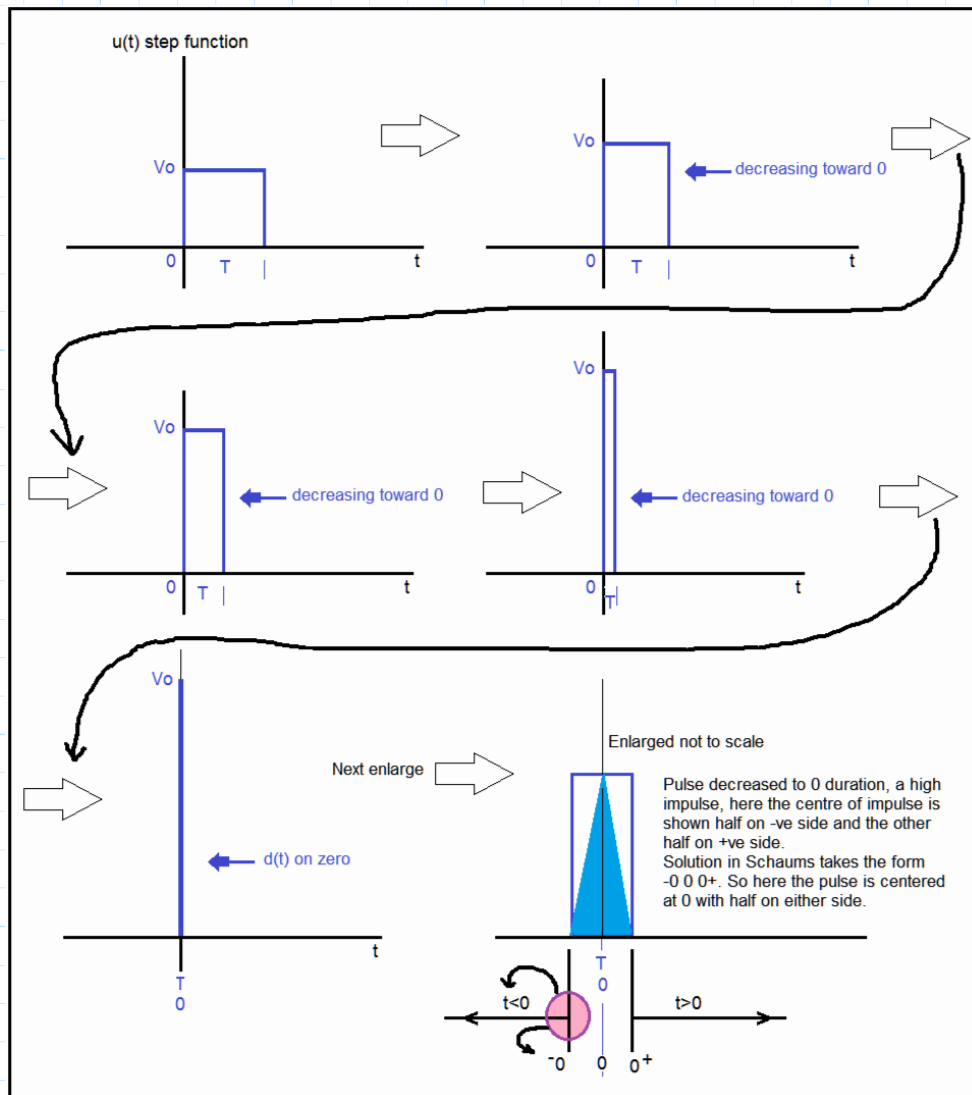 u(t) step function
Vo
0
T
|
t
Vo
decreasing toward 0
0
T
|
t
Vo
decreasing toward 0
0
T
|
t
Vo
decreasing toward 0
0
T
|
t
Vo
d(t) on zero
t
T
0
Next enlarge
Enlarged not to scale
Pulse decreased to 0 duration, a high
impulse, here the centre of impulse is
shown half on -ve side and the other
half on +ve side.
Solution in Schaums takes the form
-0 0 0+. So here the pulse is centered
at 0 with half on either side.
T
0
t<0
t>0
-0
0
0+